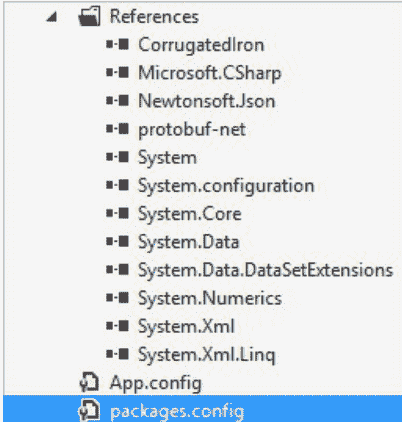 References
CorrugatedIron
Microsoft.CSharp
Newtonsoft.Json
protobuf-net
System
System.configuration
System.Core
System.Data
System.Data.DataSetExtensions
System.Numerics
System.Xml
System.Xml.Linq
App.config
packages.config